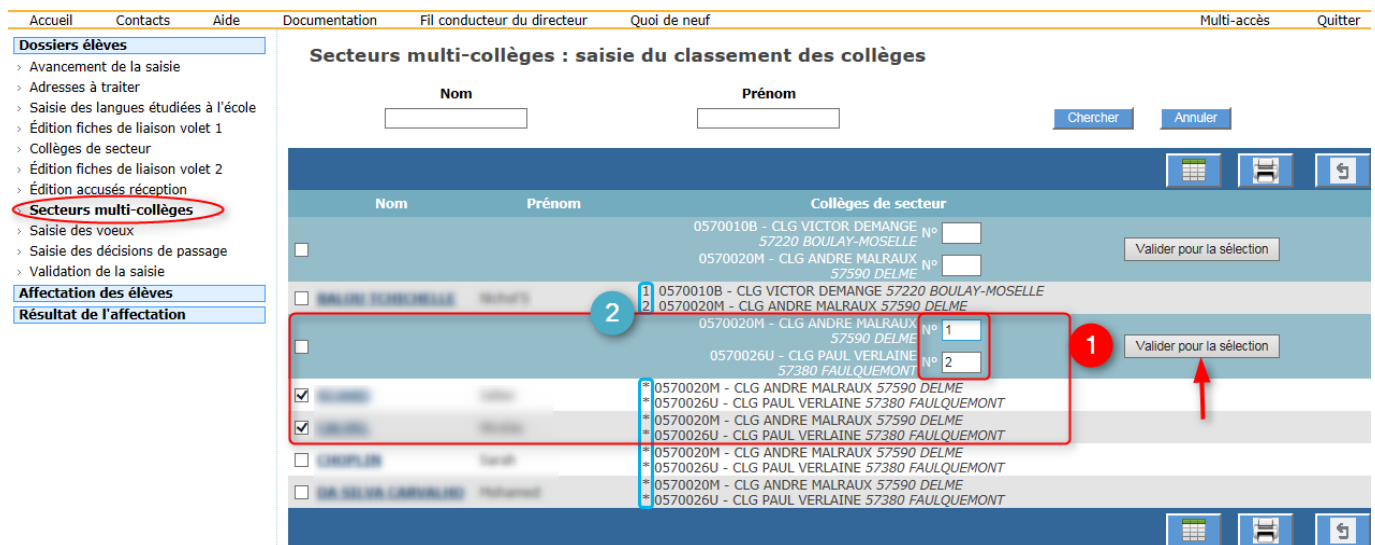 Accueil Contacts Aide Documentation Fil conducteur du directeur Quoi de neuf Multi-accès Quitter
Dossiers élèves
› Avancement de la saisie
› Adresses à traiter
› Saisie des langues étudiées à l'école
› Édition fiches de liaison volet 1
› Collèges de secteur
› Édition fiches de liaison volet 2
› Édition accusés réception
› Secteurs multi-collèges
› Saisie des voeux
› Saisie des décisions de passage
› Validation de la saisie
Affectation des élèves
Résultat de l'affectation
Secteurs multi-collèges : saisie du classement des collèges
Nom Prénom
Chercher Annuler
Nom Prénom Collèges de secteur
0570010B - CLG VICTOR DEMANGE N°
57220 BOULAY-MOSELLE
0570020M - CLG ANDRE MALRAUX N°
57590 DELME
Valider pour la sélection
BALOU TCHICHELLE 1 0570010B - CLG VICTOR DEMANGE 57220 BOULAY-MOSELLE
2 0570020M - CLG ANDRE MALRAUX 57590 DELME
2
0570020M - CLG ANDRE MALRAUX N° 1
57590 DELME
0570026U - CLG PAUL VERLAINE N° 2
57380 FAULQUEMONT
1
Valider pour la sélection
* 0570020M - CLG ANDRE MALRAUX 57590 DELME
* 0570026U - CLG PAUL VERLAINE 57380 FAULQUEMONT
* 0570020M - CLG ANDRE MALRAUX 57590 DELME
* 0570026U - CLG PAUL VERLAINE 57380 FAULQUEMONT
CHOPLIN Sarah * 0570020M - CLG ANDRE MALRAUX 57590 DELME
* 0570026U - CLG PAUL VERLAINE 57380 FAULQUEMONT
DA SILVA CARVALHO Mohamed * 0570020M - CLG ANDRE MALRAUX 57590 DELME
* 0570026U - CLG PAUL VERLAINE 57380 FAULQUEMONT